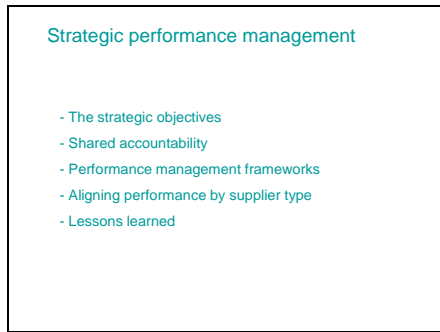 Strategic performance management
- The strategic objectives
- Shared accountability
- Performance management frameworks
- Aligning performance by supplier type
- Lessons learned